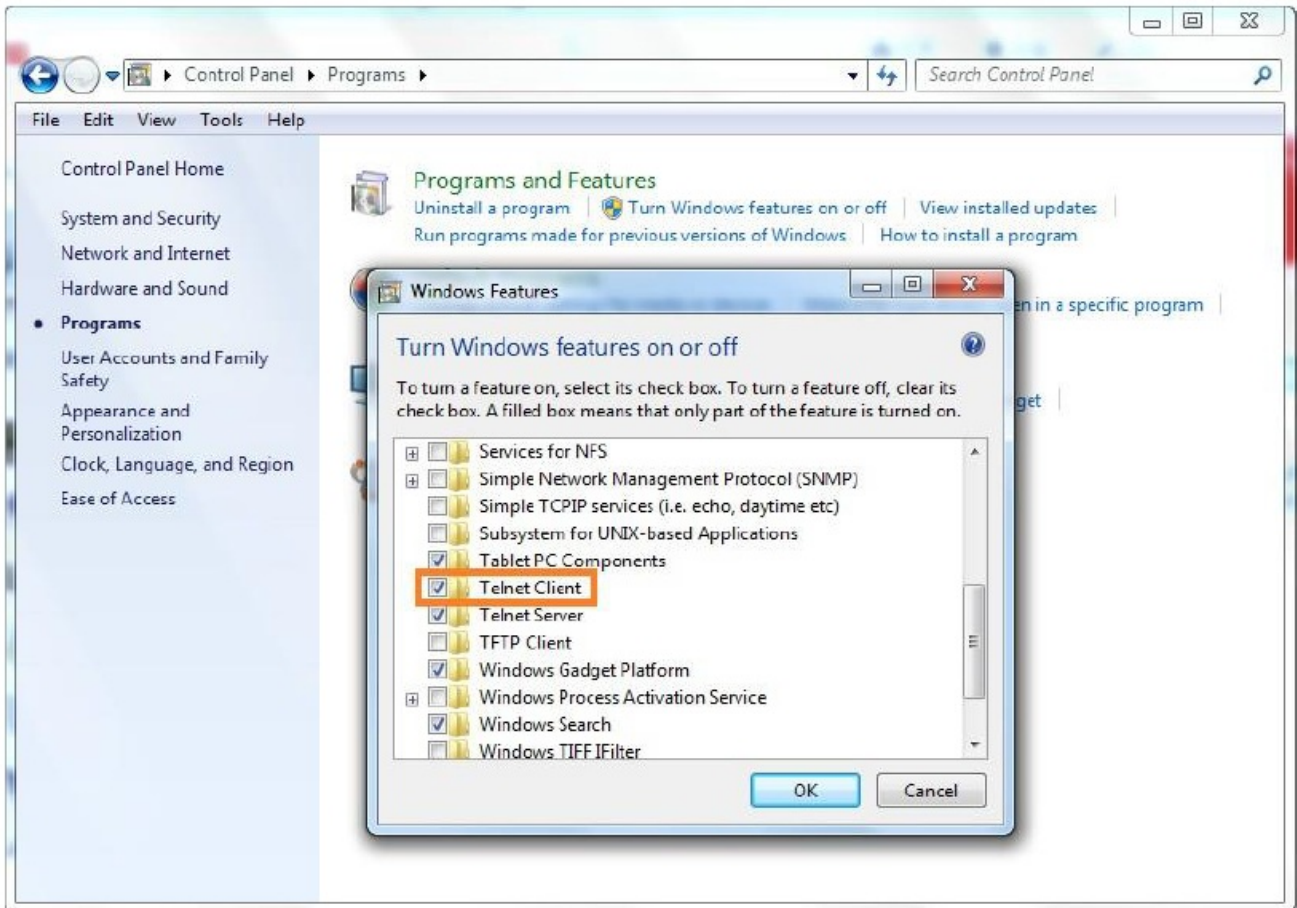 Control Panel Programs
Search Control Panel
File Edit View Tools Help
Control Panel Home
System and Security
Network and Internet
Hardware and Sound
Programs
User Accounts and Family
Safety
Appearance and
Personalization
Clock, Language, and Region
Ease of Access
Programs and Features
Uninstall a program Turn Windows features on or off View installed updates
Run programs made for previous versions of Windows How to install a program
in a specific program
Windows Features
Turn Windows features on or off
To turn a feature on, select its check box. To turn a feature off, clear its
check box. A filled box means that only part of the feature is turned on.
Services for NFS
Simple Network Management Protocol (SNMP)
Simple TCPIP services (i.e. echo, daytime etc)
Subsystem for UNIX-based Applications
Tablet PC Components
Telnet Client
Telnet Server
TFTP Client
Windows Gadget Platform
Windows Process Activation Service
Windows Search
Windows TIFF IFilter
OK Cancel